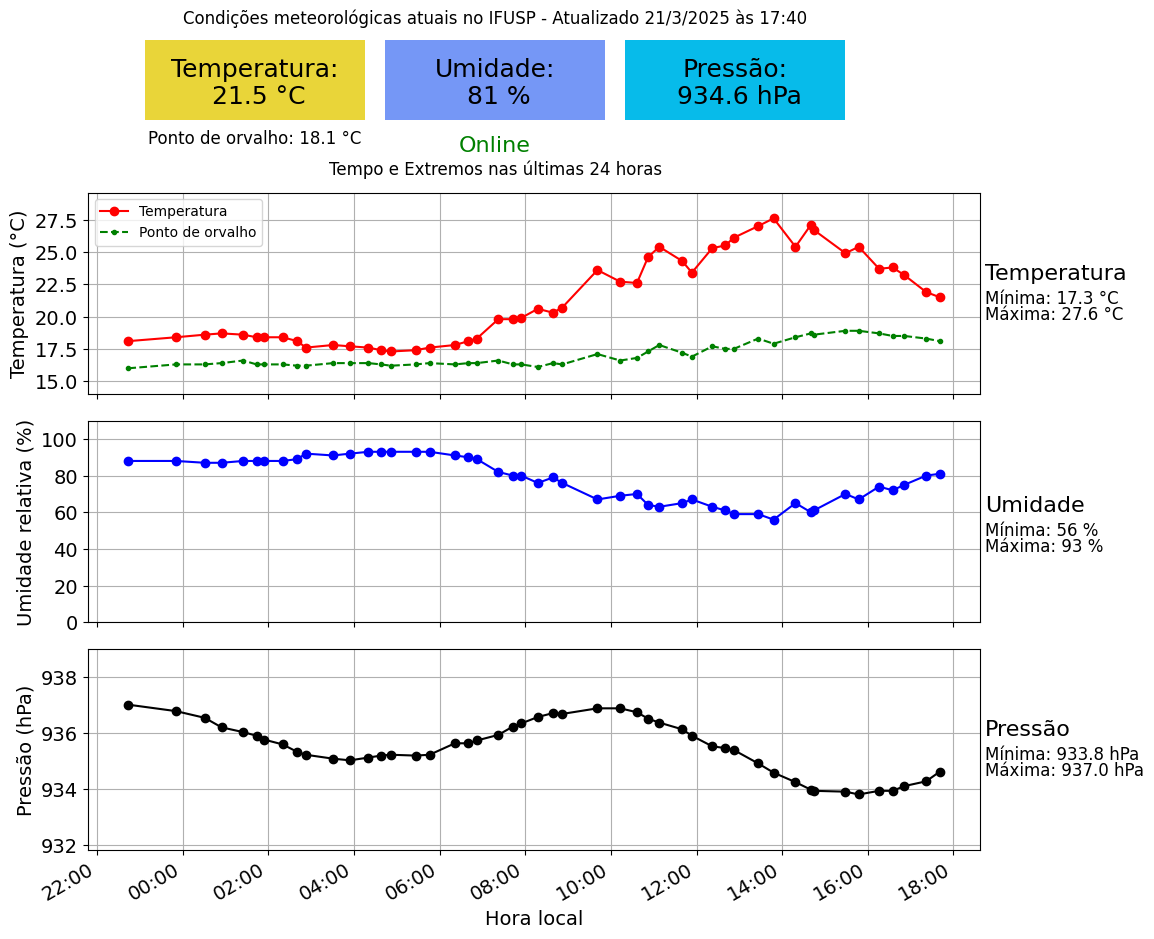 Condições meteorológicas atuais no IFUSP - Atualizado 21/3/2025 às 17:40
Temperatura:
21.5 °C
Umidade:
81 %
Pressão:
934.6 hPa
Ponto de orvalho: 18.1 °C
Online
Tempo e Extremos nas últimas 24 horas
Temperatura (°C)
27.5
25.0
22.5
20.0
17.5
15.0
Temperatura
Ponto de orvalho
Temperatura
Mínima: 17.3 °C
Máxima: 27.6 °C
Umidade relativa (%)
100
80
60
40
20
0
Umidade
Mínima: 56 %
Máxima: 93 %
Pressão (hPa)
938
936
934
932
Pressão
Mínima: 933.8 hPa
Máxima: 937.0 hPa
22:00 00:00 02:00 04:00 06:00 08:00 10:00 12:00 14:00 16:00 18:00
Hora local